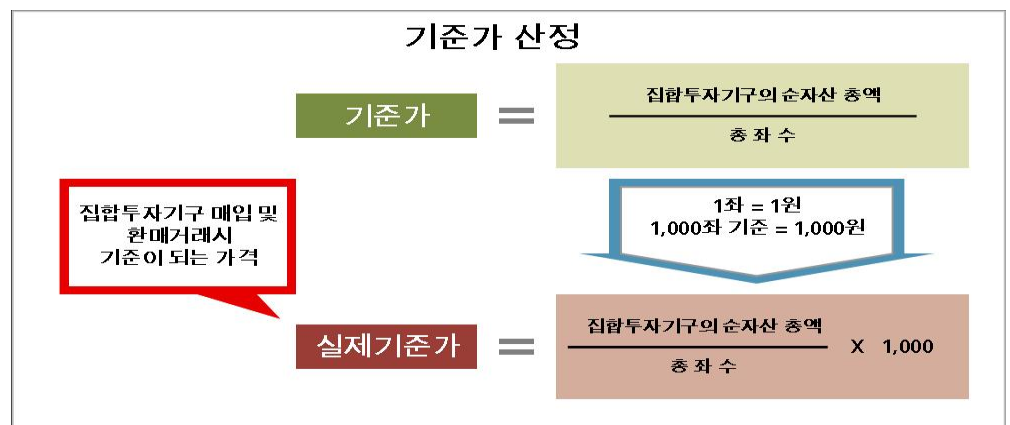 기준가 산정
기준가
=
집합투자기구의 순자산 총액
총 좌 수
집합투자기구 매입 및
환매거래시
기준이 되는 가격
1좌 = 1원
1,000좌 기준 = 1,000원
실제기준가
=
집합투자기구의 순자산 총액
총 좌 수
X 1,000